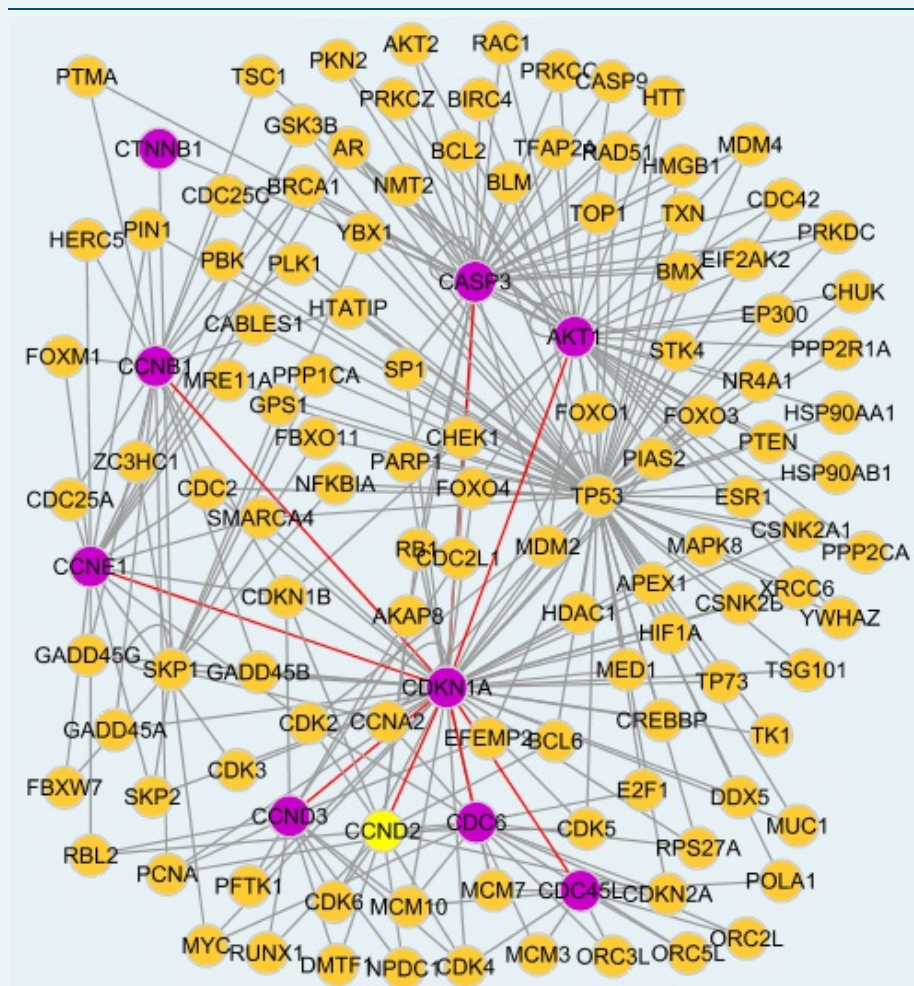 PTMA
TSC1
PKN2
AKT2
RAC1
PRKCZ
BIRC4
CASP9
HTT
CTNNB1
GSK3B
AR
BCL2
TFAP2A
RAD51
HMGB1
MDM4
CDC25C
BRCA1
NMT2
BLM
TOP1
TXN
CDC42
HERC5
PIN1
PBK
PLK1
YBX1
CASP3
BMX
EIF2AK2
PRKDC
CHUK
FOXM1
CCNB1
CABLES1
HTATIP
AKT1
EP300
MRE11A
PPP1CA
SP1
STK4
NR4A1
PPP2R1A
GPS1
FBXO11
CHEK1
FOXO1
FOXO3
HSP90AA1
ZC3HC1
PARP1
PIAS2
PTEN
CDC25A
CDC2
NFKBIA
FOXO4
TP53
ESR1
HSP90AB1
CCNE1
SMARCA4
RB1
CDC2L1
MDM2
MAPK8
CSNK2A1
PPP2CA
CDKN1B
AKAP8
HDAC1
APEX1
CSNK2B
XRCC6
YWHAZ
GADD45G
SKP1
GADD45B
CDKN1A
HIF1A
MED1
TP73
TSG101
GADD45A
CDK2
CCNA2
EFEMP2
BCL6
CREBBP
TK1
FBXW7
SKP2
CDK3
CCND3
CCND2
CDC6
CDK5
E2F1
DDX5
MUC1
RBL2
PCNA
PFTK1
CDK6
MCM10
MCM7
CDC45L
CDKN2A
RPS27A
POLA1
MYC
RUNX1
DMTF1
NPDC1
CDK4
MCM3
ORC3L
ORC5L
ORC2L